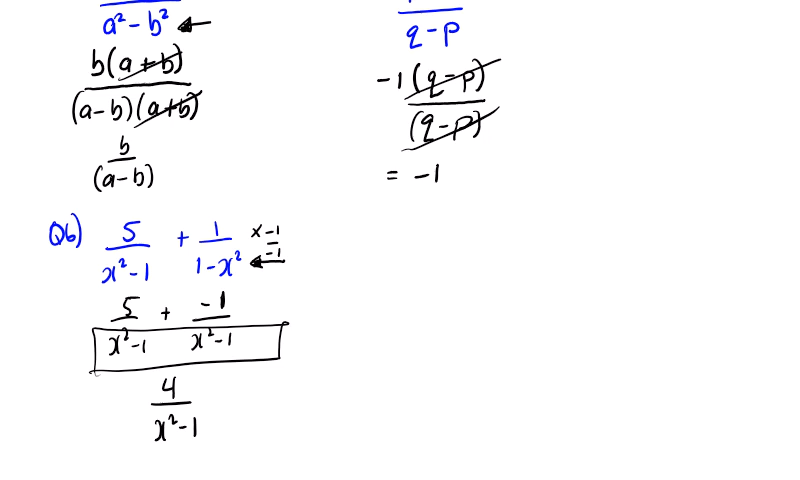 a² - b²
b(a + b)
(a - b)(a + b)
b
(a - b)
q - p
-1 (q - p)
(q - p)
= -1
Q6) 5/(x² - 1) + 1/(1 - x²) × -1/-1
5/(x² - 1) + -1/(x² - 1)
4
x² - 1